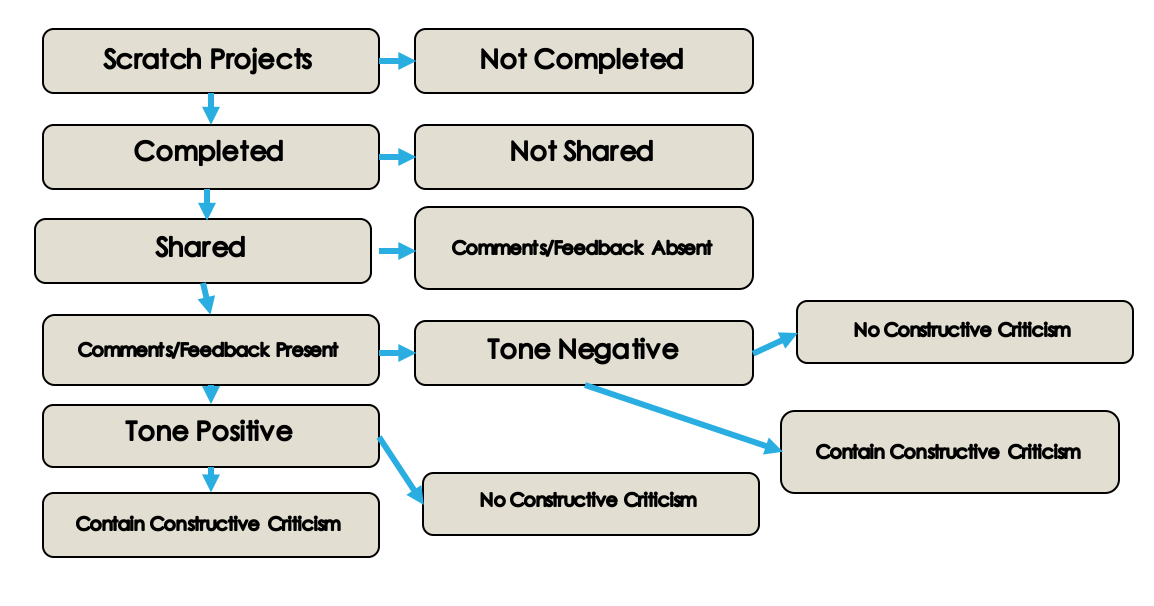 Scratch Projects
Not Completed
Completed
Not Shared
Shared
Comments/Feedback Absent
Comments/Feedback Present
Tone Negative
No Constructive Criticism
Tone Positive
Contain Constructive Criticism
No Constructive Criticism
Contain Constructive Criticism